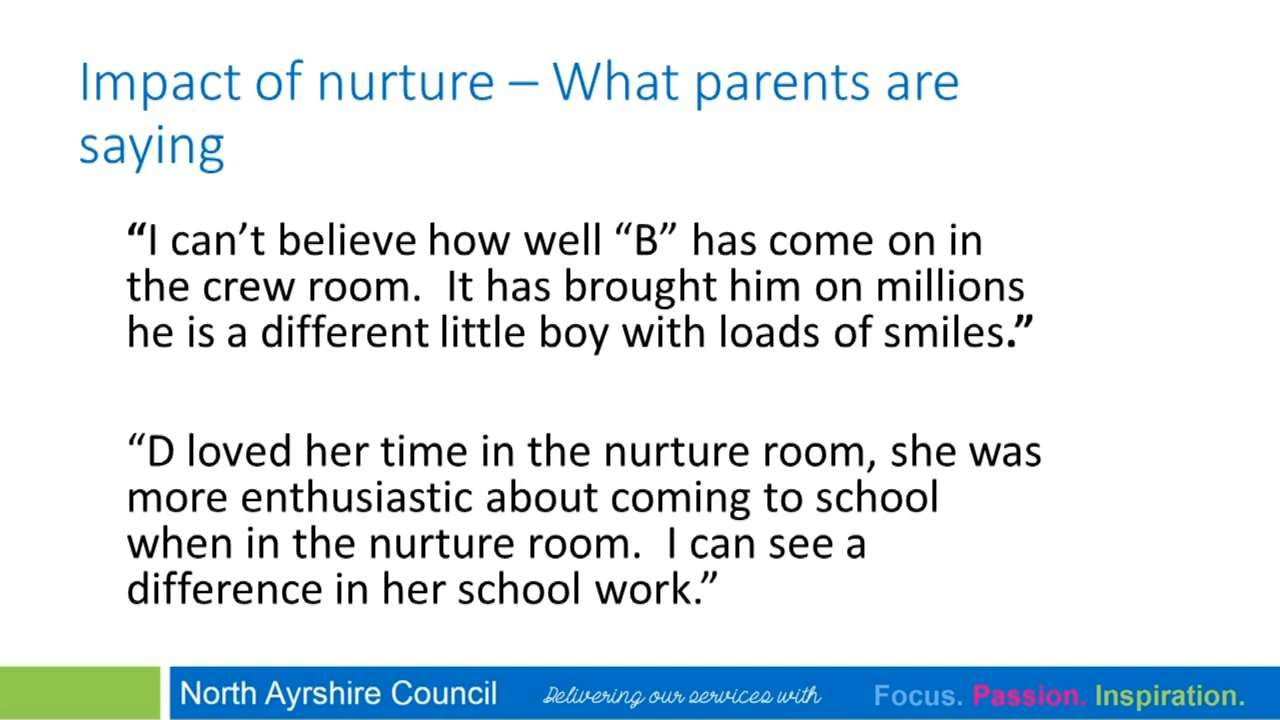 Impact of nurture – What parents are
saying
“I can’t believe how well “B” has come on in
the crew room.  It has brought him on millions
he is a different little boy with loads of smiles.”
“D loved her time in the nurture room, she was
more enthusiastic about coming to school
when in the nurture room.  I can see a
difference in her school work.”
North Ayrshire Council Delivering our services with Focus. Passion. Inspiration.